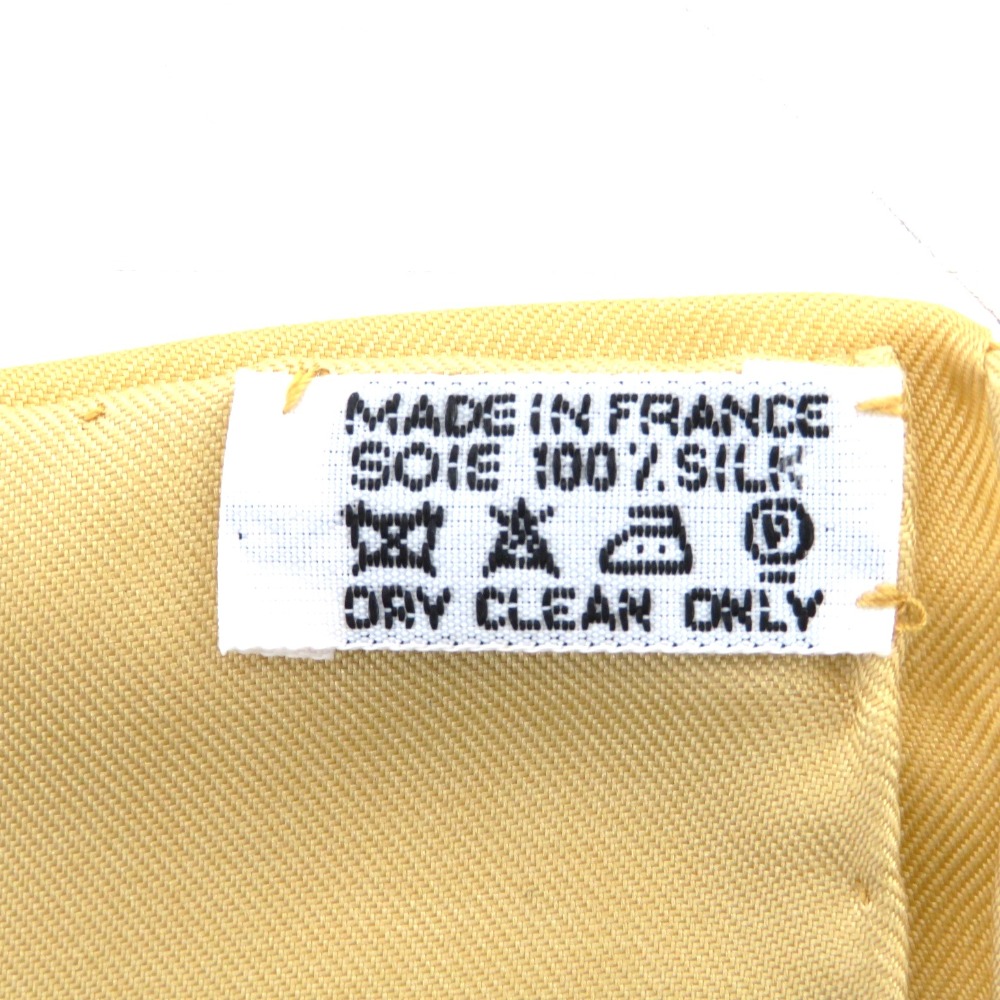 MADE IN FRANCE
SOIE 100% SILK
DRY CLEAN ONLY